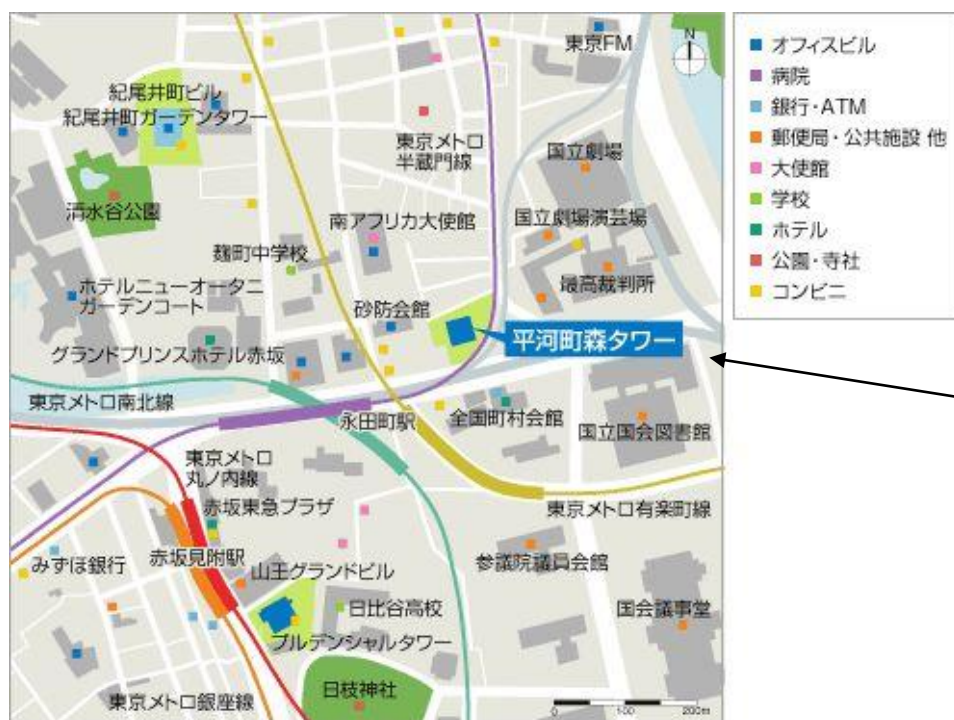 東京FM
N
紀尾井町ビル
紀尾井町ガーデンタワー
東京メトロ
半蔵門線
国立劇場
清水谷公園
南アフリカ大使館
国立劇場演芸場
麹町中学校
最高裁判所
ホテルニューオータニ
ガーデンコート
砂防会館
平河町森タワー
グランドプリンスホテル赤坂
東京メトロ南北線
永田町駅
全国町村会館
国立国会図書館
東京メトロ
丸ノ内線
赤坂東急プラザ
東京メトロ有楽町線
みずほ銀行
赤坂見附駅
山王グランドビル
参議院議員会館
日比谷高校
国会議事堂
プルデンシャルタワー
東京メトロ銀座線
日枝神社
0 100 200m
オフィスビル
病院
銀行・ATM
郵便局・公共施設 他
大使館
学校
ホテル
公園・寺社
コンビニ